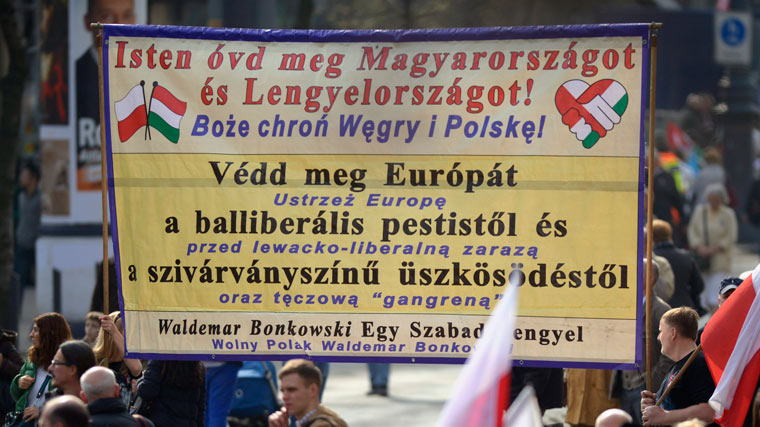 Isten óvd meg Magyarországot
és Lengyelországot!
Boże chroń Węgry i Polskę!
Védd meg Európát
Ustrzeż Europę
a balliberális pestistől és
przed lewacko-liberalną zarazą
a szivárványszínű üszkösödéstől
oraz tęczową "gangreną"
Waldemar Bonkowski Egy Szabad Lengyel
Wolny Polak Waldemar